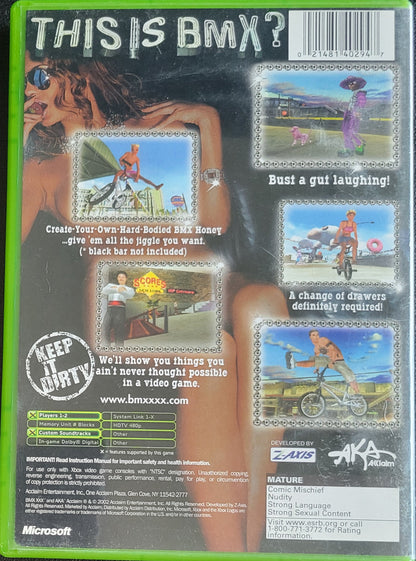 THIS IS BMX?
0 21481 40294 7
Bust a gut laughing!
Create-Your-Own-Hard-Bodied BMX Honey
...give 'em all the jiggle you want.
(* black bar not included)
SCORES
A change of drawers
definitely required!
KEEP
IT
DIRTY
We'll show you things you
ain't never thought possible
in a video game.
www.bmxxxx.com
Players 1-2
Memory Unit # Blocks
Custom Soundtracks
In-game Dolby® Digital
System Link 1-X
HDTV 480p
Other
Other
X = features supported by this game
IMPORTANT! Read Instruction Manual for important safety and health information.
For use only with Xbox video game consoles with "NTSC" designation. Unauthorized copying,
reverse engineering, transmission, public performance, rental, pay for play, or circumvention
of copy protection is strictly prohibited.
Acclaim Entertainment, Inc., One Acclaim Plaza, Glen Cove, NY 11542-2777
Microsoft
DEVELOPED BY
Z-AXIS
AKA
Acclaim
MATURE
Comic Mischief
Nudity
Strong Language
Strong Sexual Content
Visit www.esrb.org or call
1-800-771-3772 for Rating
Information.